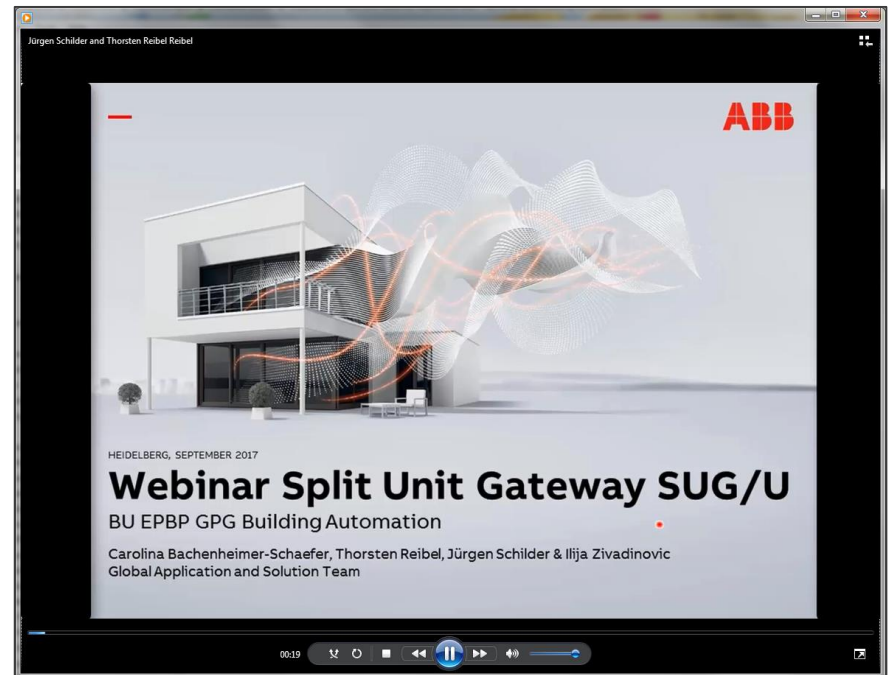 Jürgen Schilder and Thorsten Reibel Reibel
ABB
HEIDELBERG, SEPTEMBER 2017
Webinar Split Unit Gateway SUG/U
BU EPBP GPG Building Automation
Carolina Bachenheimer-Schaefer, Thorsten Reibel, Jürgen Schilder & Ilija Zivadinovic
Global Application and Solution Team
00:19